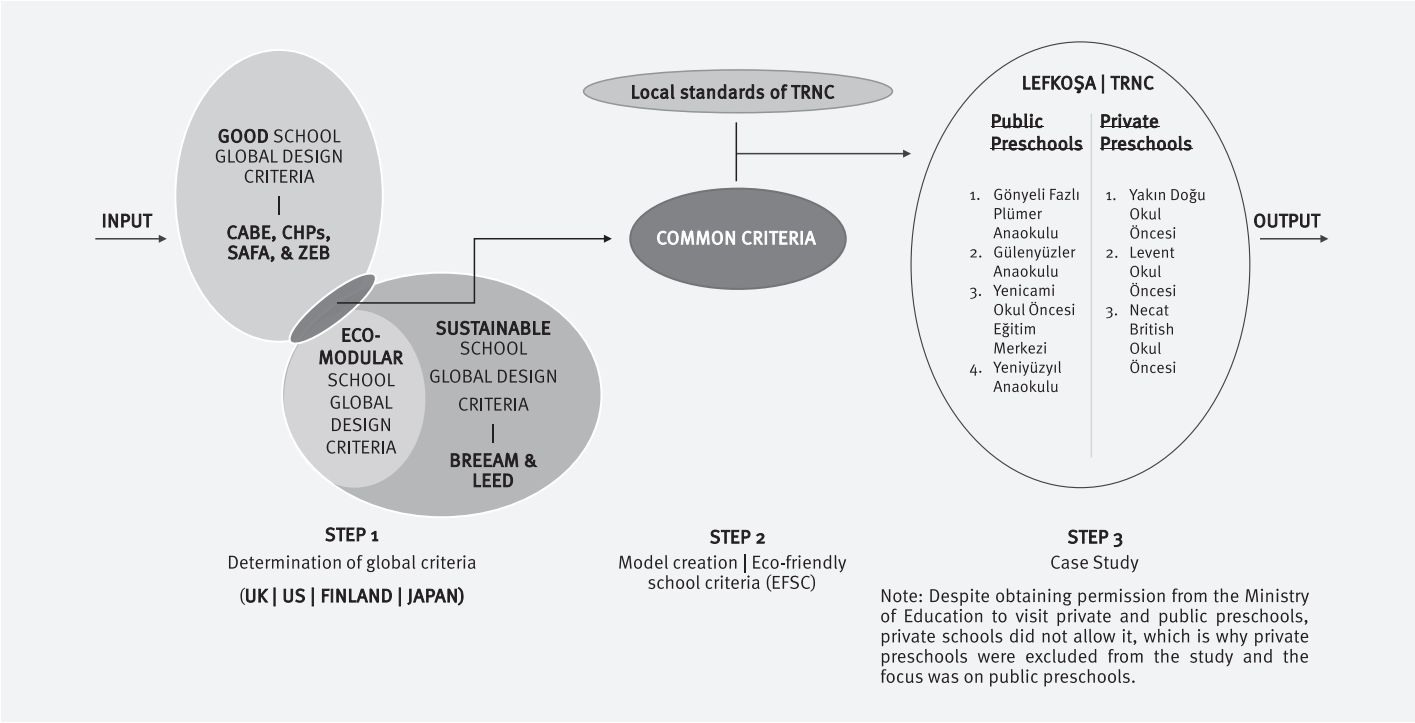 INPUT
GOOD SCHOOL
GLOBAL DESIGN
CRITERIA
CABE, CHPs,
SAFA, & ZEB
ECO-
MODULAR
SCHOOL
GLOBAL
DESIGN
CRITERIA
SUSTAINABLE
SCHOOL
GLOBAL DESIGN
CRITERIA
BREEAM &
LEED
STEP 1
Determination of global criteria
(UK | US | FINLAND | JAPAN)
Local standards of TRNC
COMMON CRITERIA
STEP 2
Model creation | Eco-friendly
school criteria (EFSC)
LEFKOŞA | TRNC
Public
Preschools
1. Gönyeli Fazlı
Plümer
Anaokulu
2. Gülenyüzler
Anaokulu
3. Yenicami
Okul Öncesi
Eğitim
Merkezi
4. Yeniyüzyıl
Anaokulu
Private
Preschools
1. Yakın Doğu
Okul
Öncesi
2. Levent
Okul
Öncesi
3. Necat
British
Okul
Öncesi
OUTPUT
STEP 3
Case Study
Note: Despite obtaining permission from the Ministry
of Education to visit private and public preschools,
private schools did not allow it, which is why private
preschools were excluded from the study and the
focus was on public preschools.